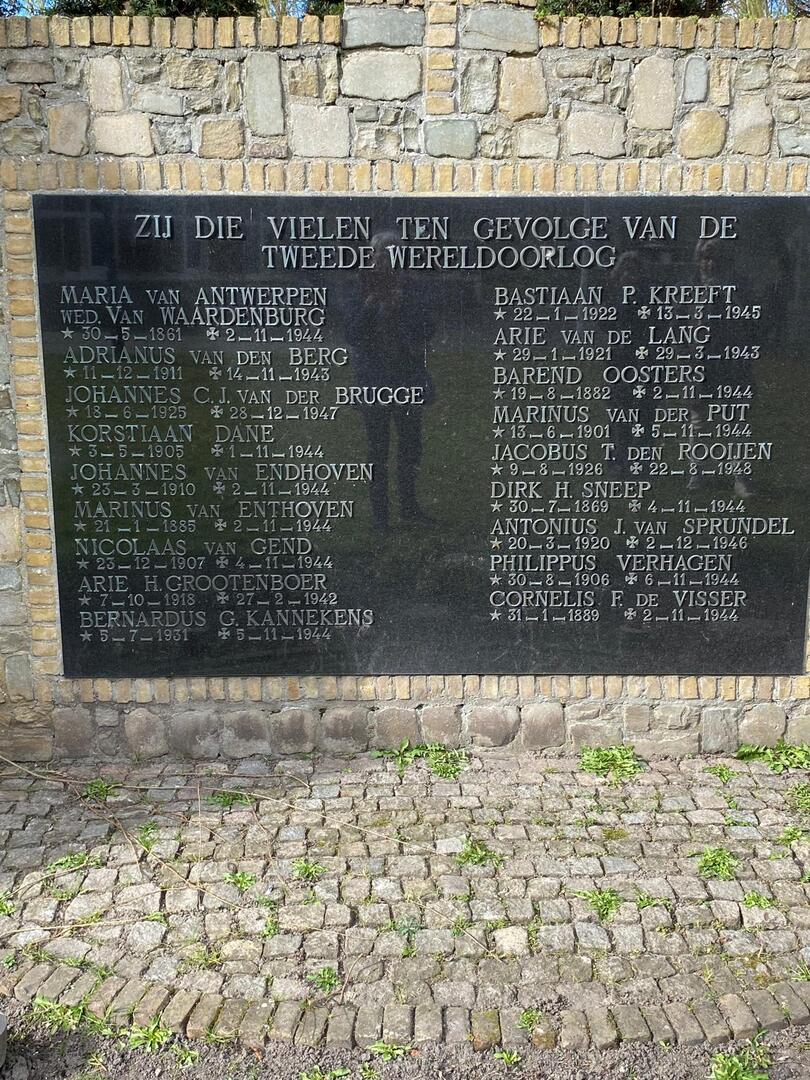 ZIJ DIE VIELEN TEN GEVOLGE VAN DE
TWEEDE WERELDOORLOG
MARIA VAN ANTWERPEN
WED. VAN WAARDENBURG
★ 30-5-1861 ✠ 2-11-1944
ADRIANUS VAN DEN BERG
★ 11-12-1911 ✠ 14-11-1943
JOHANNES C.J. VAN DER BRUGGE
★ 18-6-1925 ✠ 28-12-1947
KORSTIAAN DANE
★ 3-5-1905 ✠ 1-11-1944
JOHANNES VAN ENDHOVEN
★ 23-3-1910 ✠ 2-11-1944
MARINUS VAN ENTHOVEN
★ 21-1-1885 ✠ 2-11-1944
NICOLAAS VAN GEND
★ 23-12-1907 ✠ 4-11-1944
ARIE H. GROOTENBOER
★ 7-10-1918 ✠ 27-2-1942
BERNARDUS G. KANNEKENS
★ 5-7-1931 ✠ 5-11-1944
BASTIAAN P. KREEFT
★ 22-1-1922 ✠ 13-3-1945
ARIE VAN DE LANG
★ 29-1-1921 ✠ 29-3-1943
BAREND OOSTERS
★ 19-8-1882 ✠ 2-11-1944
MARINUS VAN DER PUT
★ 13-6-1901 ✠ 5-11-1944
JACOBUS T. DEN ROOIJEN
★ 9-8-1926 ✠ 22-8-1948
DIRK H. SNEEP
★ 30-7-1869 ✠ 4-11-1944
ANTONIUS J. VAN SPRUNDEL
★ 20-3-1920 ✠ 2-12-1946
PHILIPPUS VERHAGEN
★ 30-8-1906 ✠ 6-11-1944
CORNELIS F. DE VISSER
★ 31-1-1889 ✠ 2-11-1944